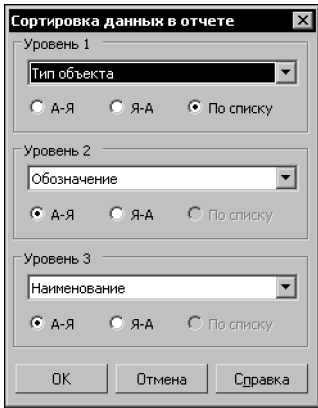 Сортировка данных в отчете
Уровень 1
Тип объекта
А-Я Я-А По списку
Уровень 2
Обозначение
А-Я Я-А По списку
Уровень 3
Наименование
А-Я Я-А По списку
OK Отмена Справка